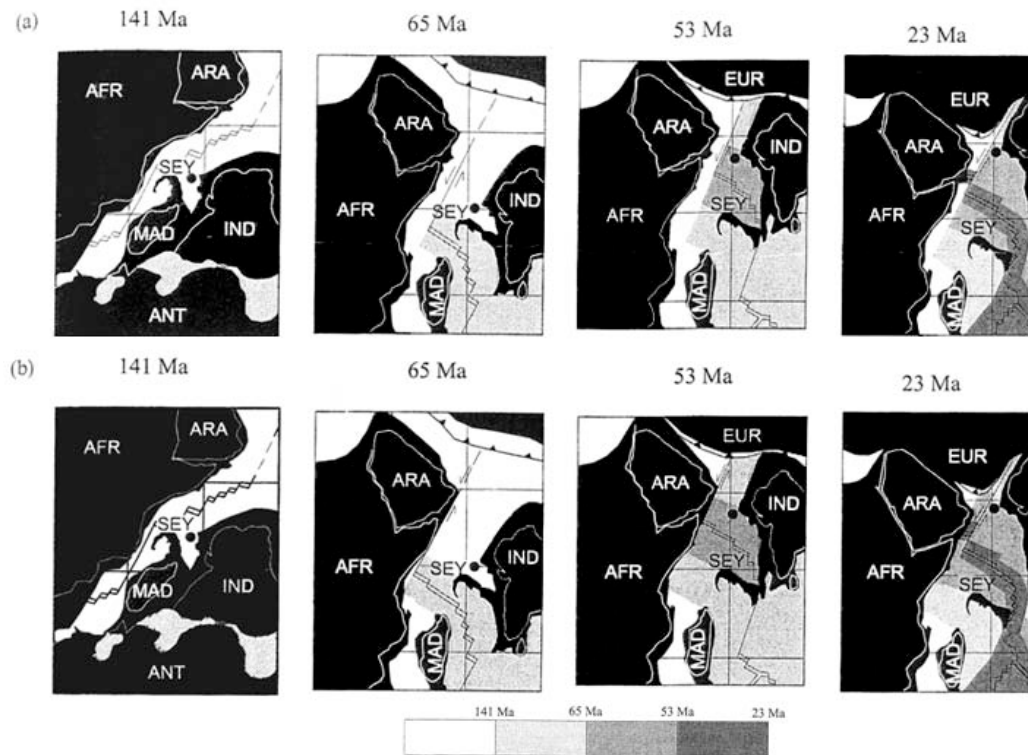 (a)
141 Ma 65 Ma 53 Ma 23 Ma
AFR ARA SEY MAD IND ANT
ARA AFR SEY IND MAD
EUR ARA IND SEY AFR MAD
EUR ARA AFR SEY MAD
(b)
141 Ma 65 Ma 53 Ma 23 Ma
AFR ARA SEY MAD IND ANT
ARA AFR SEY IND MAD
EUR ARA IND SEY AFR MAD
EUR ARA AFR SEY MAD
141 Ma 65 Ma 53 Ma 23 Ma